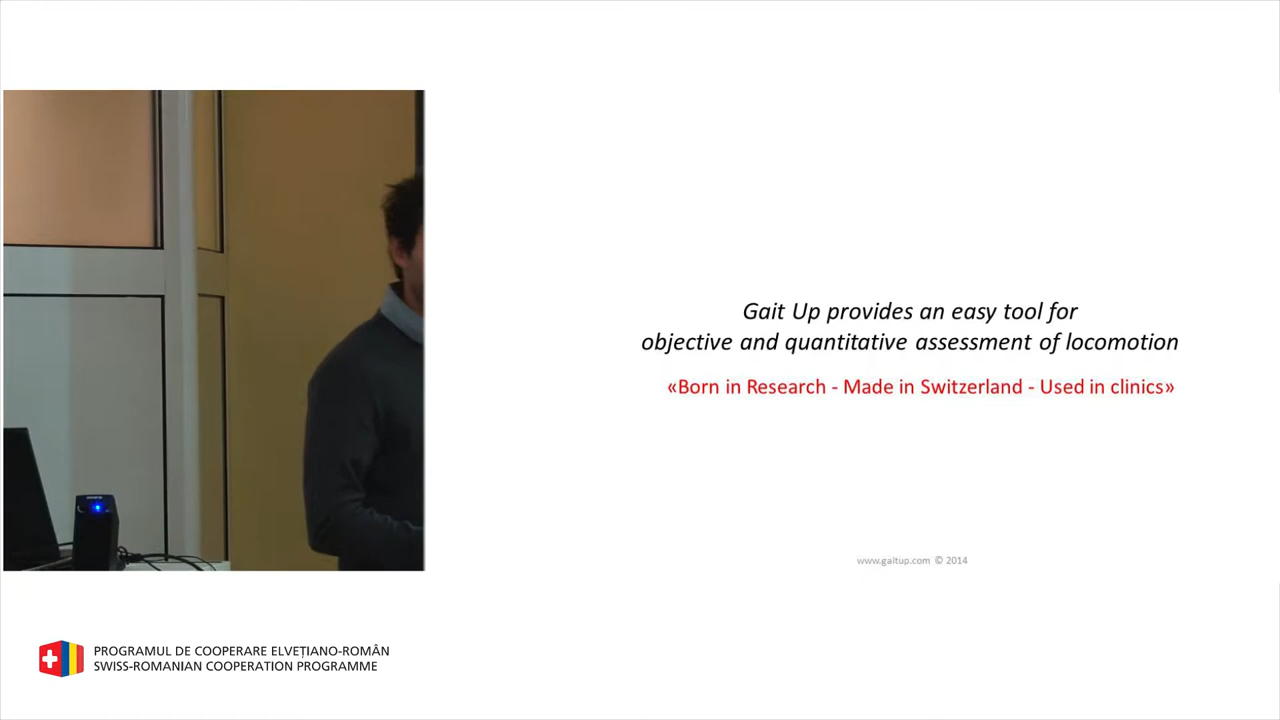 Gait Up provides an easy tool for
objective and quantitative assessment of locomotion
«Born in Research - Made in Switzerland - Used in clinics»
www.gaitup.com © 2014
PROGRAMUL DE COOPERARE ELVEȚIANO-ROMÂN
SWISS-ROMANIAN COOPERATION PROGRAMME